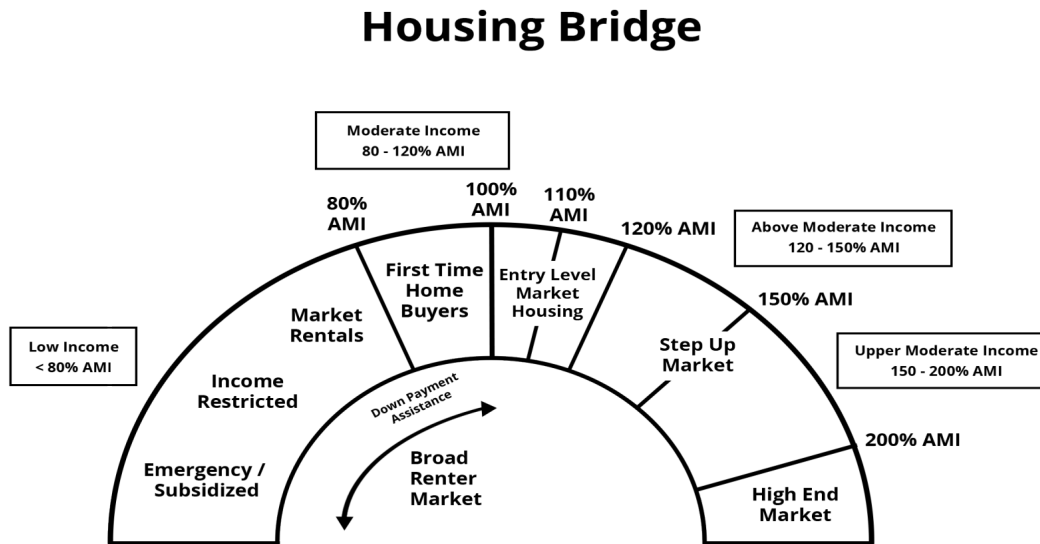 Housing Bridge
Moderate Income
80 - 120% AMI
80%
AMI
100%
AMI
110%
AMI
120% AMI
Above Moderate Income
120 - 150% AMI
150% AMI
Upper Moderate Income
150 - 200% AMI
200% AMI
Low Income
< 80% AMI
Emergency /
Subsidized
Income
Restricted
Market
Rentals
First Time
Home
Buyers
Entry Level
Market
Housing
Step Up
Market
High End
Market
Down Payment
Assistance
Broad
Renter
Market